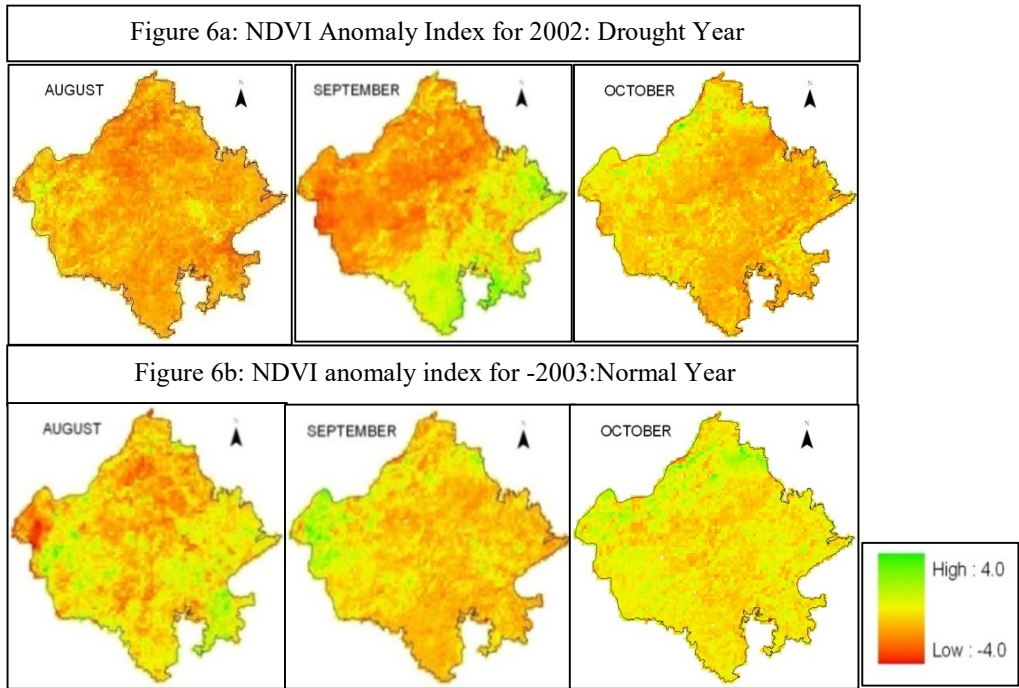 Figure 6a: NDVI Anomaly Index for 2002: Drought Year
AUGUST
N
SEPTEMBER
N
OCTOBER
N
Figure 6b: NDVI anomaly index for -2003:Normal Year
AUGUST
N
SEPTEMBER
N
OCTOBER
N
High : 4.0
Low : -4.0